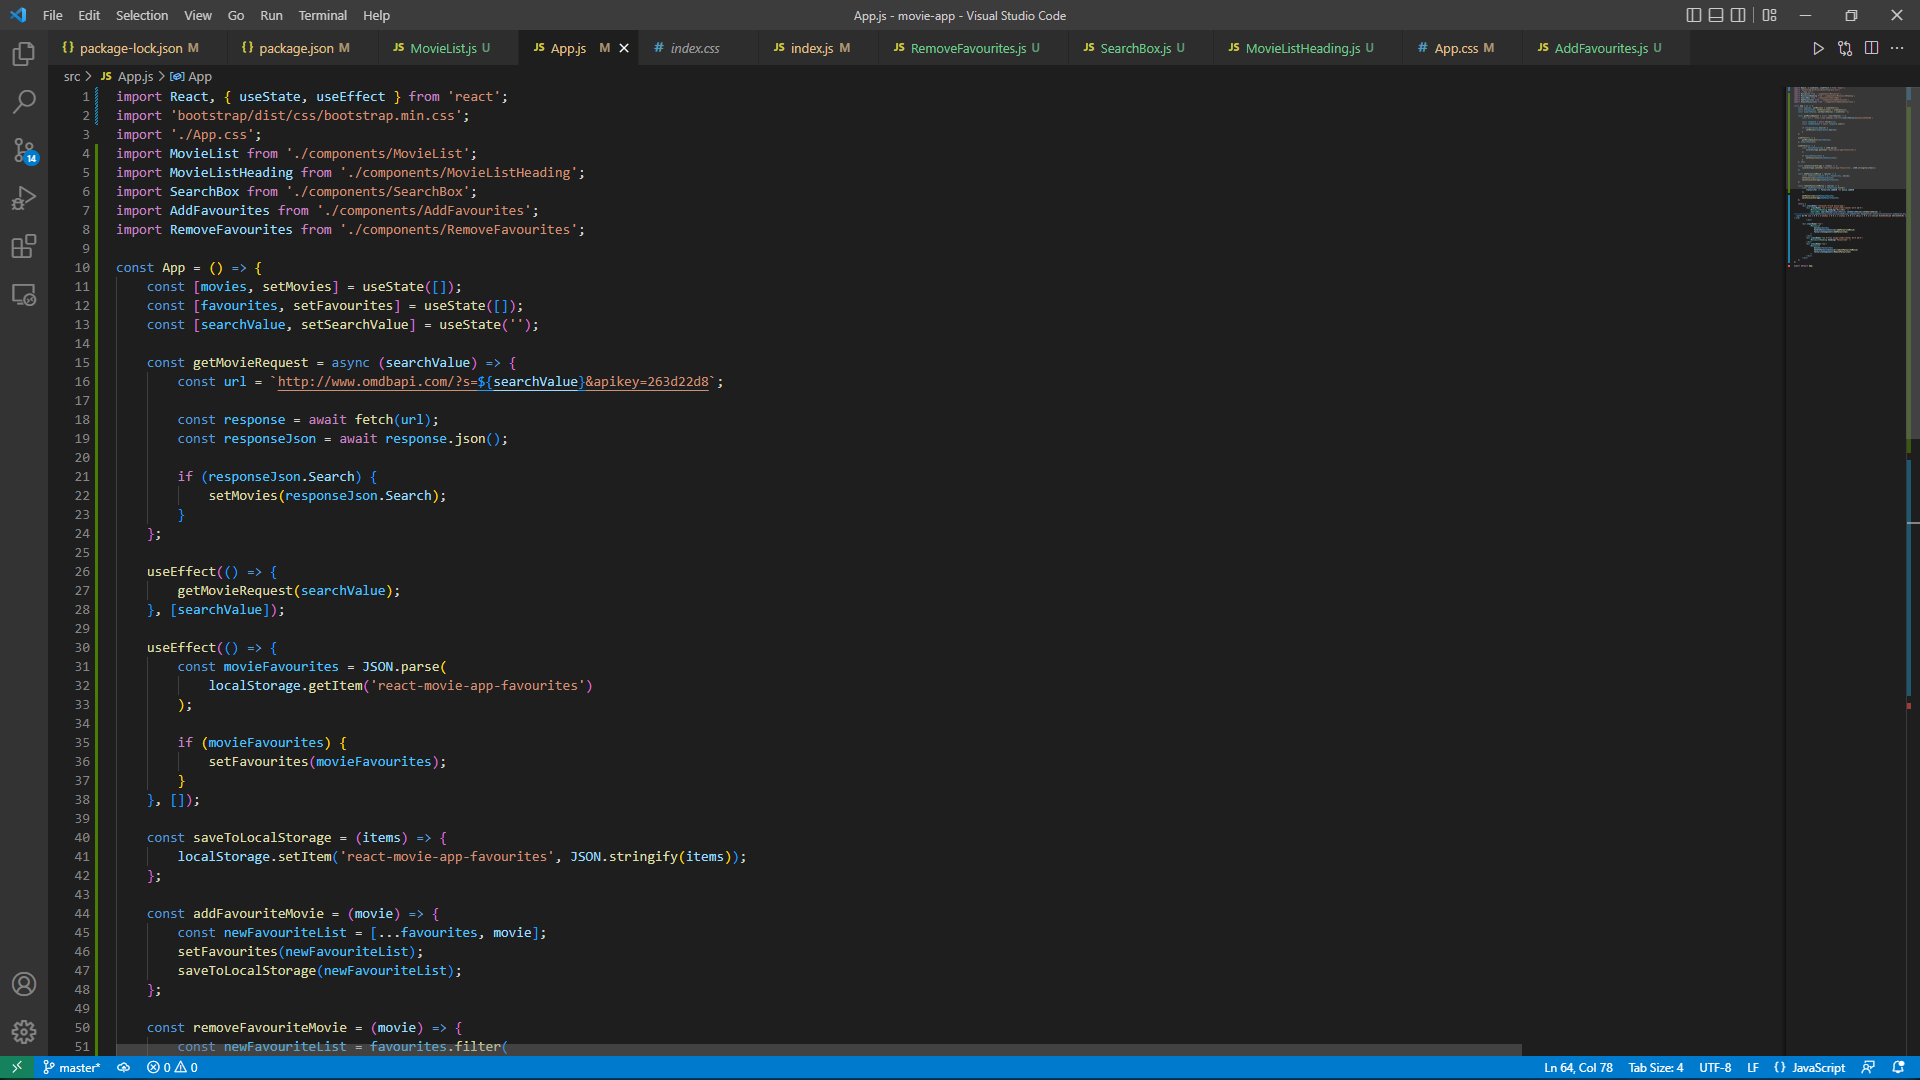 File Edit Selection View Go Run Terminal Help App.js - movie-app - Visual Studio Code
{} package-lock.json M {} package.json M JS MovieList.js U JS App.js M # index.css JS index.js M JS RemoveFavourites.js U JS SearchBox.js U JS MovieListHeading.js U # App.css M JS AddFavourites.js U
src > JS App.js > App
1 import React, { useState, useEffect } from 'react';
2 import 'bootstrap/dist/css/bootstrap.min.css';
3 import './App.css';
4 import MovieList from './components/MovieList';
5 import MovieListHeading from './components/MovieListHeading';
6 import SearchBox from './components/SearchBox';
7 import AddFavourites from './components/AddFavourites';
8 import RemoveFavourites from './components/RemoveFavourites';
9
10 const App = () => {
11 const [movies, setMovies] = useState([]);
12 const [favourites, setFavourites] = useState([]);
13 const [searchValue, setSearchValue] = useState('');
14
15 const getMovieRequest = async (searchValue) => {
16 const url = `http://www.omdbapi.com/?s=${searchValue}&apikey=263d22d8`;
17
18 const response = await fetch(url);
19 const responseJson = await response.json();
20
21 if (responseJson.Search) {
22 setMovies(responseJson.Search);
23 }
24 };
25
26 useEffect(() => {
27 getMovieRequest(searchValue);
28 }, [searchValue]);
29
30 useEffect(() => {
31 const movieFavourites = JSON.parse(
32 localStorage.getItem('react-movie-app-favourites')
33 );
34
35 if (movieFavourites) {
36 setFavourites(movieFavourites);
37 }
38 }, []);
39
40 const saveToLocalStorage = (items) => {
41 localStorage.setItem('react-movie-app-favourites', JSON.stringify(items));
42 };
43
44 const addFavouriteMovie = (movie) => {
45 const newFavouriteList = [...favourites, movie];
46 setFavourites(newFavouriteList);
47 saveToLocalStorage(newFavouriteList);
48 };
49
50 const removeFavouriteMovie = (movie) => {
51 const newFavouriteList = favourites.filter(
14
master* 0 0 Ln 64, Col 78 Tab Size: 4 UTF-8 LF {} JavaScript